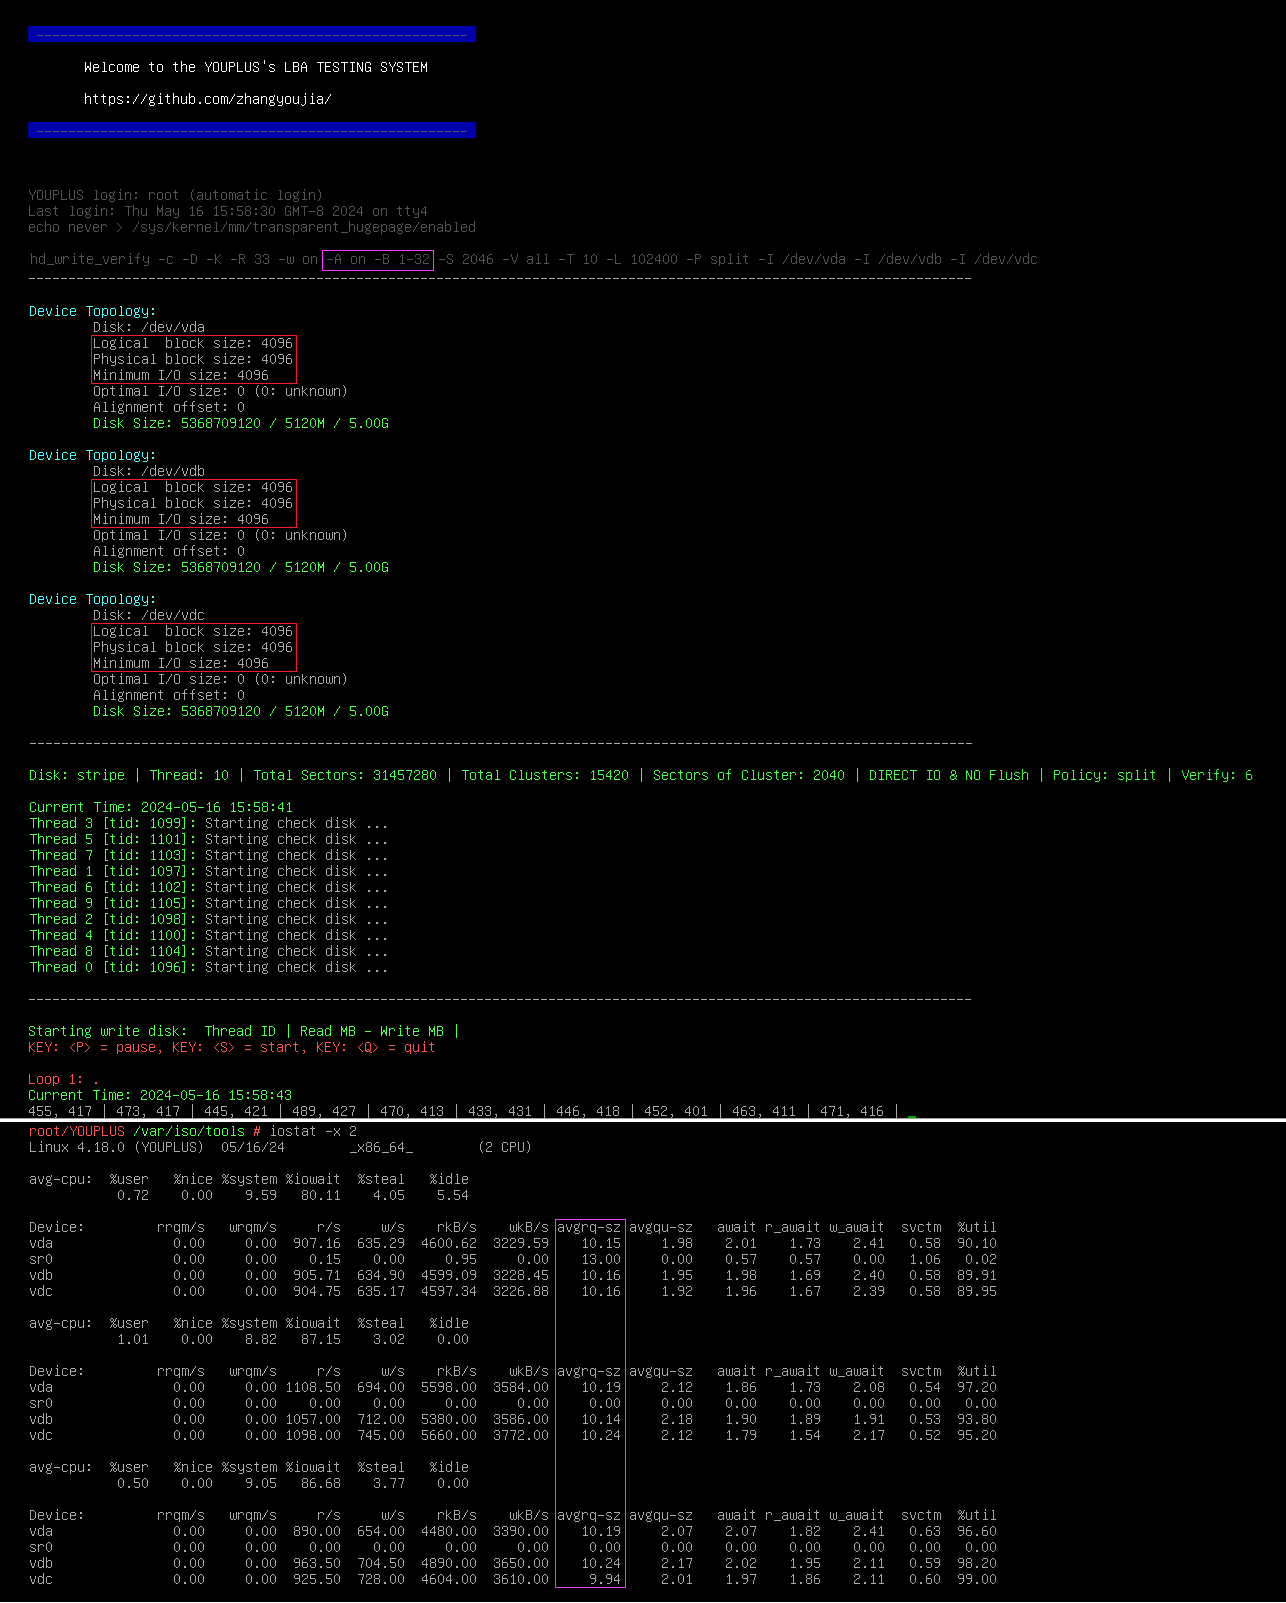 --------------------------------------------------------
Welcome to the YOUPLUS's LBA TESTING SYSTEM
https://github.com/zhangyoujia/
--------------------------------------------------------
YOUPLUS login: root (automatic login)
Last login: Thu May 16 15:58:30 GMT-8 2024 on tty4
echo never > /sys/kernel/mm/transparent_hugepage/enabled
hd_write_verify -c -D -K -R 33 -w on -A on -B 1-32 -S 2046 -V all -T 10 -L 102400 -P split -I /dev/vda -I /dev/vdb -I /dev/vdc
----------------------------------------------------------------------------------------------------------------------
Device Topology:
Disk: /dev/vda
Logical  block size: 4096
Physical block size: 4096
Minimum I/O size: 4096
Optimal I/O size: 0 (0: unknown)
Alignment offset: 0
Disk Size: 5368709120 / 5120M / 5.00G
Device Topology:
Disk: /dev/vdb
Logical  block size: 4096
Physical block size: 4096
Minimum I/O size: 4096
Optimal I/O size: 0 (0: unknown)
Alignment offset: 0
Disk Size: 5368709120 / 5120M / 5.00G
Device Topology:
Disk: /dev/vdc
Logical  block size: 4096
Physical block size: 4096
Minimum I/O size: 4096
Optimal I/O size: 0 (0: unknown)
Alignment offset: 0
Disk Size: 5368709120 / 5120M / 5.00G
----------------------------------------------------------------------------------------------------------------------
Disk: stripe | Thread: 10 | Total Sectors: 31457280 | Total Clusters: 15420 | Sectors of Cluster: 2040 | DIRECT IO & NO Flush | Policy: split | Verify: 6
Current Time: 2024-05-16 15:58:41
Thread 3 [tid: 1099]: Starting check disk ...
Thread 5 [tid: 1101]: Starting check disk ...
Thread 7 [tid: 1103]: Starting check disk ...
Thread 1 [tid: 1097]: Starting check disk ...
Thread 6 [tid: 1102]: Starting check disk ...
Thread 9 [tid: 1105]: Starting check disk ...
Thread 2 [tid: 1098]: Starting check disk ...
Thread 4 [tid: 1100]: Starting check disk ...
Thread 8 [tid: 1104]: Starting check disk ...
Thread 0 [tid: 1096]: Starting check disk ...
----------------------------------------------------------------------------------------------------------------------
Starting write disk:  Thread ID | Read MB - Write MB |
KEY: <P> = pause, KEY: <S> = start, KEY: <Q> = quit
Loop 1: .
Current Time: 2024-05-16 15:58:43
455, 417 | 473, 417 | 445, 421 | 489, 427 | 470, 413 | 433, 431 | 446, 418 | 452, 401 | 463, 411 | 471, 416 | _
root/YOUPLUS /var/iso/tools # iostat -x 2
Linux 4.18.0 (YOUPLUS)  05/16/24        _x86_64_        (2 CPU)
avg-cpu:  %user   %nice %system %iowait  %steal   %idle
0.72    0.00    9.59   80.11    4.05    5.54
Device:         rrqm/s   wrqm/s     r/s     w/s    rkB/s    wkB/s avgrq-sz avgqu-sz   await r_await w_await  svctm  %util
vda               0.00     0.00  907.16  635.29  4600.62  3229.59    10.15     1.98    2.01    1.73    2.41   0.58  90.10
sr0               0.00     0.00    0.15    0.00     0.95     0.00    13.00     0.00    0.57    0.57    0.00   1.06   0.02
vdb               0.00     0.00  905.71  634.90  4599.09  3228.45    10.16     1.95    1.98    1.69    2.40   0.58  89.91
vdc               0.00     0.00  904.75  635.17  4597.34  3226.88    10.16     1.92    1.96    1.67    2.39   0.58  89.95
avg-cpu:  %user   %nice %system %iowait  %steal   %idle
1.01    0.00    8.82   87.15    3.02    0.00
Device:         rrqm/s   wrqm/s     r/s     w/s    rkB/s    wkB/s avgrq-sz avgqu-sz   await r_await w_await  svctm  %util
vda               0.00     0.00 1108.50  694.00  5598.00  3584.00    10.19     2.12    1.86    1.73    2.08   0.54  97.20
sr0               0.00     0.00    0.00    0.00     0.00     0.00     0.00     0.00    0.00    0.00    0.00   0.00   0.00
vdb               0.00     0.00 1057.00  712.00  5380.00  3586.00    10.14     2.18    1.90    1.89    1.91   0.53  93.80
vdc               0.00     0.00 1098.00  745.00  5660.00  3772.00    10.24     2.12    1.79    1.54    2.17   0.52  95.20
avg-cpu:  %user   %nice %system %iowait  %steal   %idle
0.50    0.00    9.05   86.68    3.77    0.00
Device:         rrqm/s   wrqm/s     r/s     w/s    rkB/s    wkB/s avgrq-sz avgqu-sz   await r_await w_await  svctm  %util
vda               0.00     0.00  890.00  654.00  4480.00  3390.00    10.19     2.07    2.07    1.82    2.41   0.63  96.60
sr0               0.00     0.00    0.00    0.00     0.00     0.00     0.00     0.00    0.00    0.00    0.00   0.00   0.00
vdb               0.00     0.00  963.50  704.50  4890.00  3650.00    10.24     2.17    2.02    1.95    2.11   0.59  98.20
vdc               0.00     0.00  925.50  728.00  4604.00  3610.00     9.94     2.01    1.97    1.86    2.11   0.60  99.00